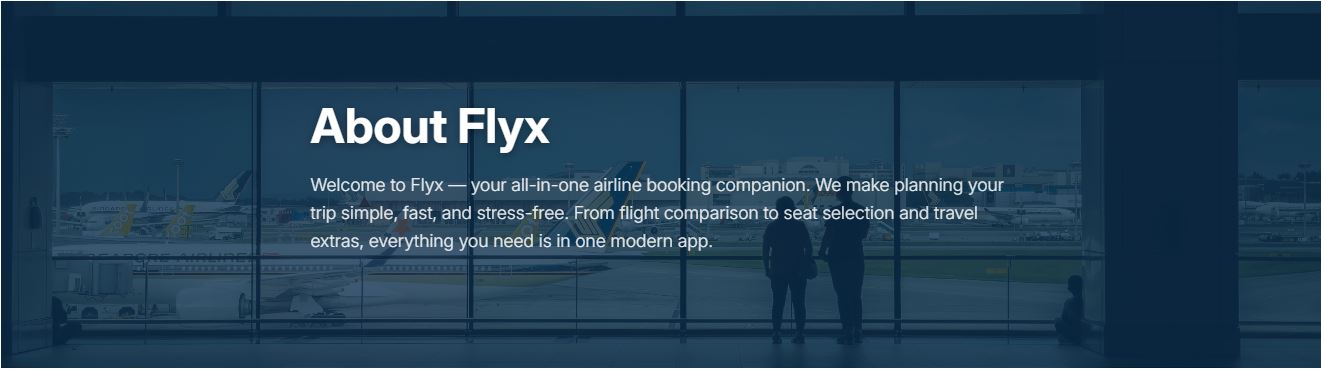 About Flyx
Welcome to Flyx — your all-in-one airline booking companion. We make planning your
trip simple, fast, and stress-free. From flight comparison to seat selection and travel
extras, everything you need is in one modern app.